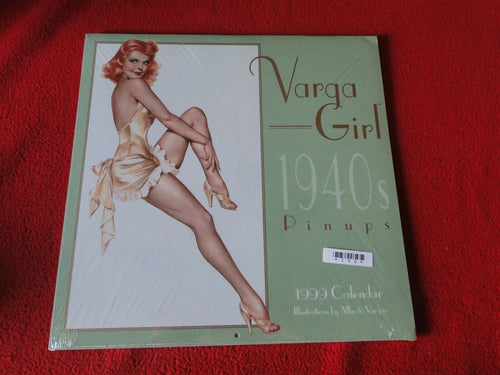 Varga
Girl
1940s
Pinups
1999 Calendar
Illustrations by Alberto Vargas